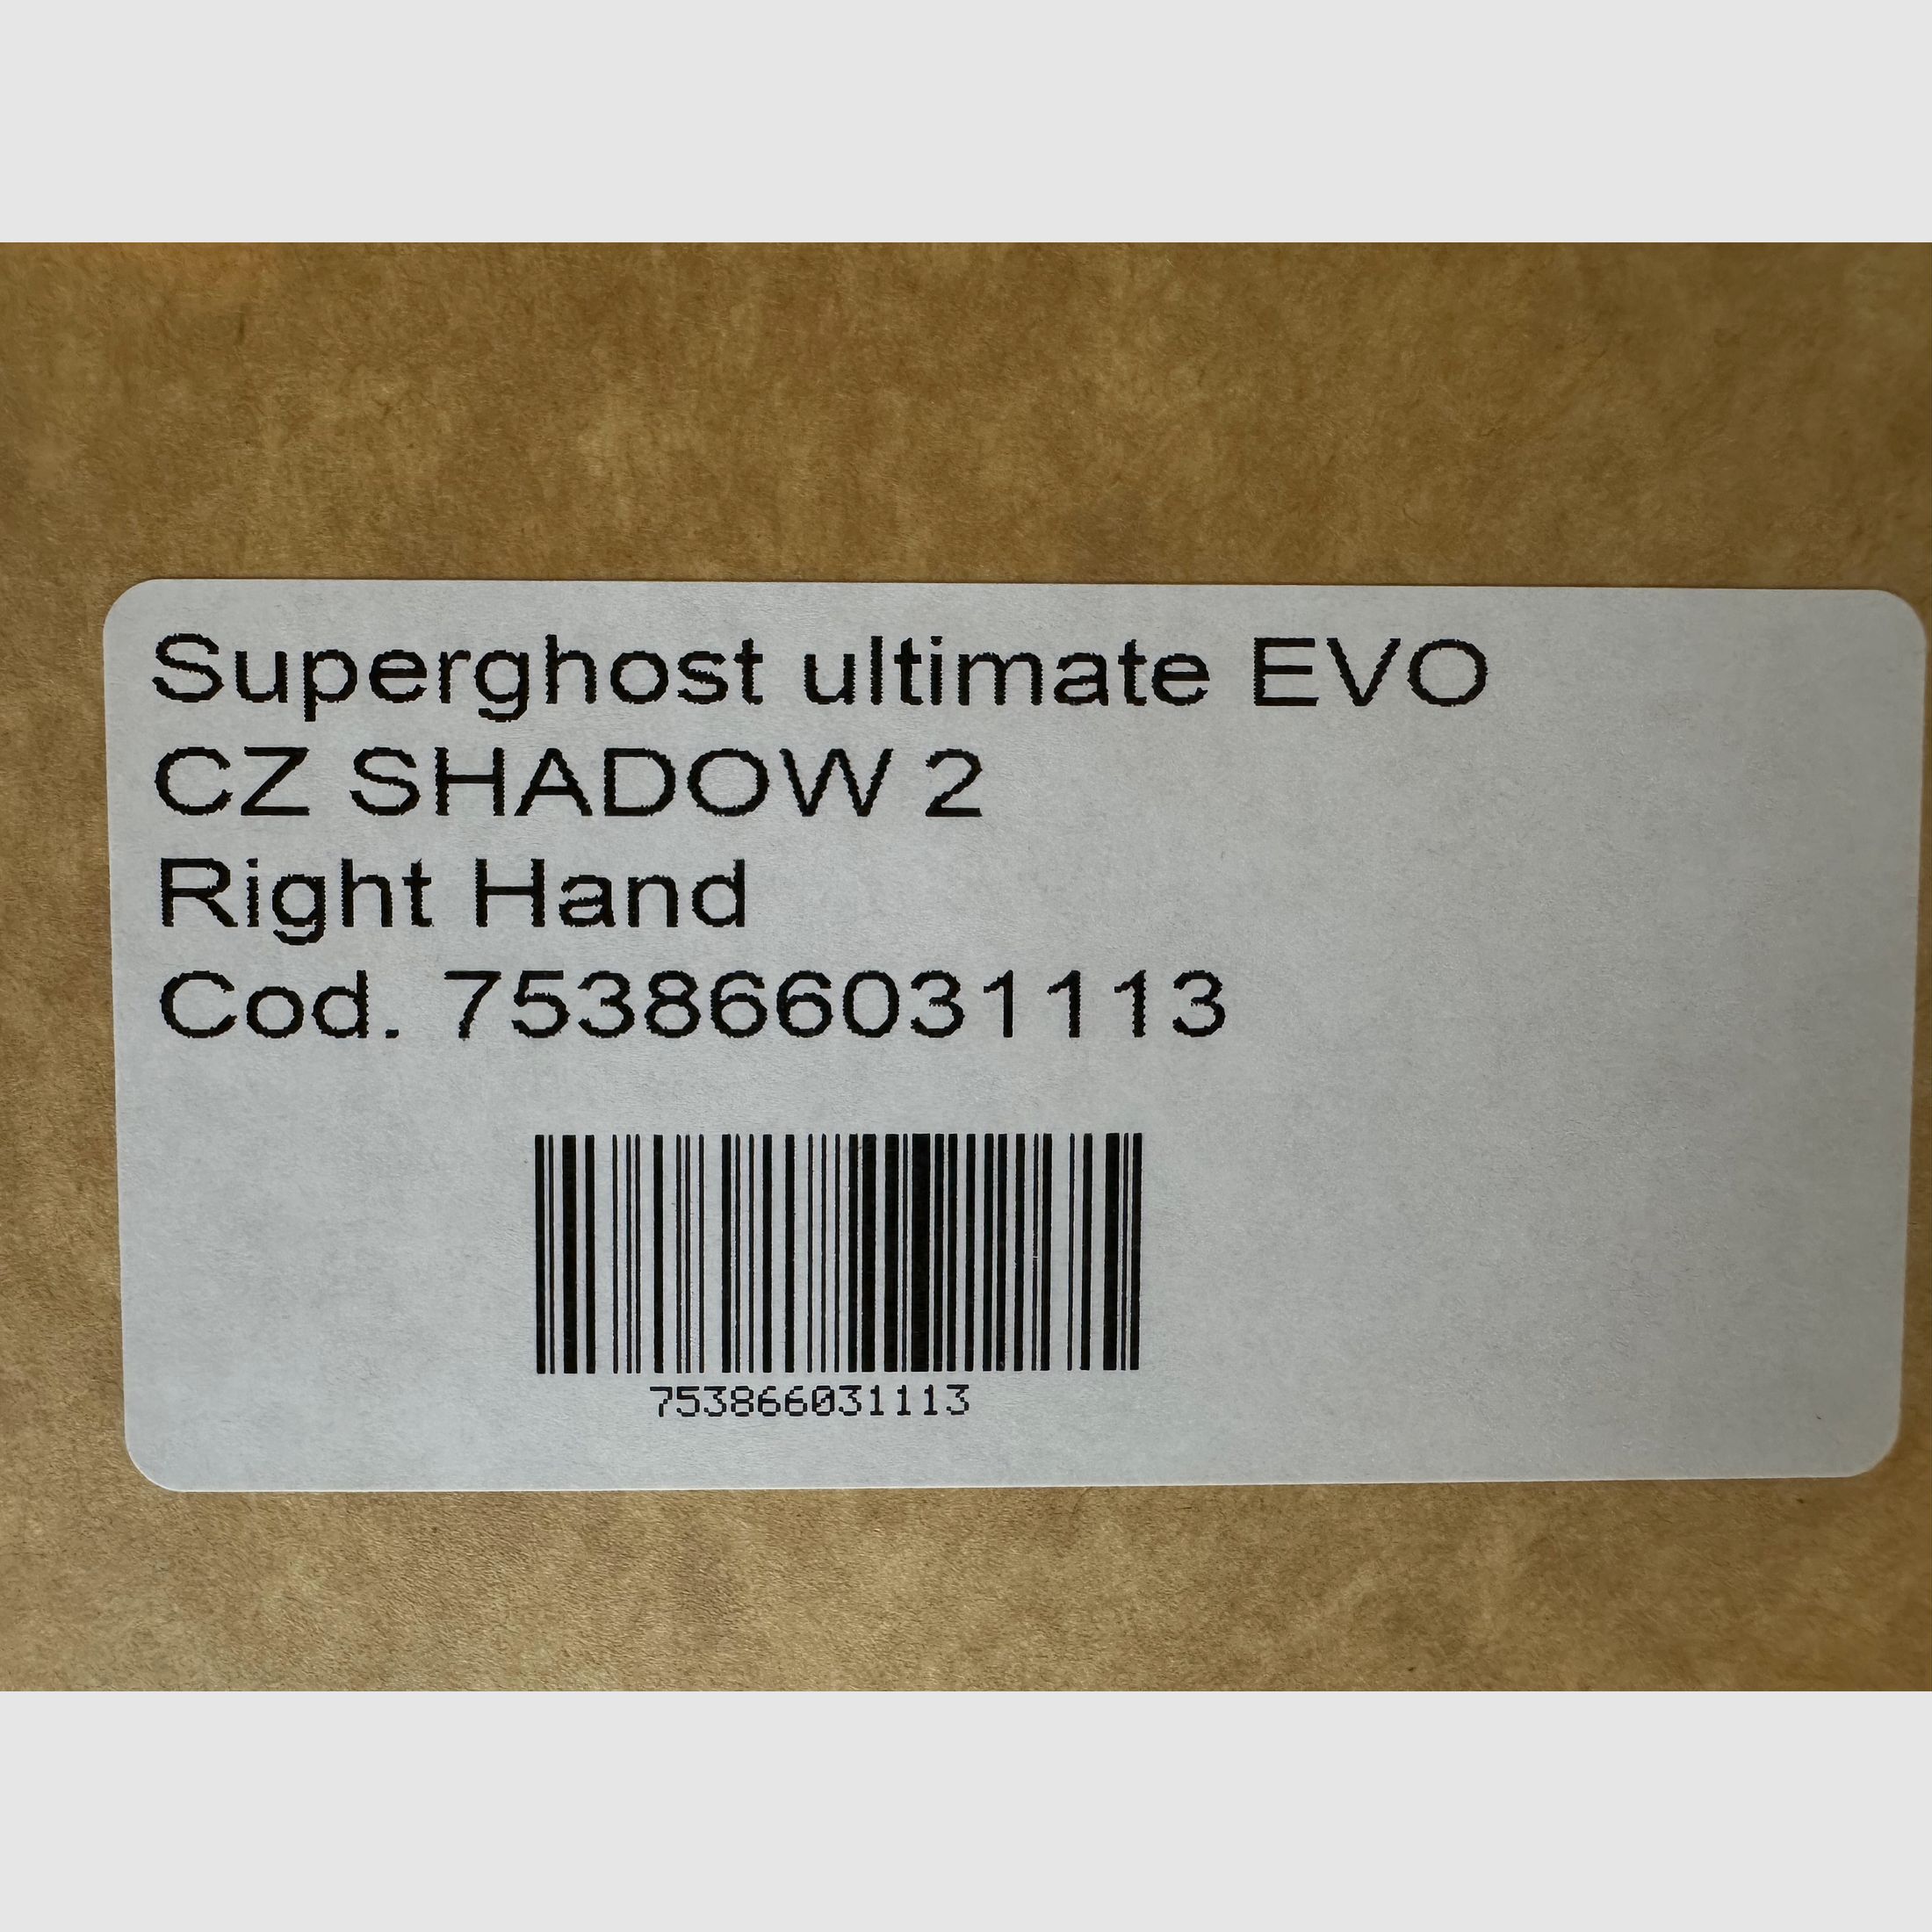 Superghost ultimate EVO
CZ SHADOW 2
Right Hand
Cod. 753866031113
753866031113